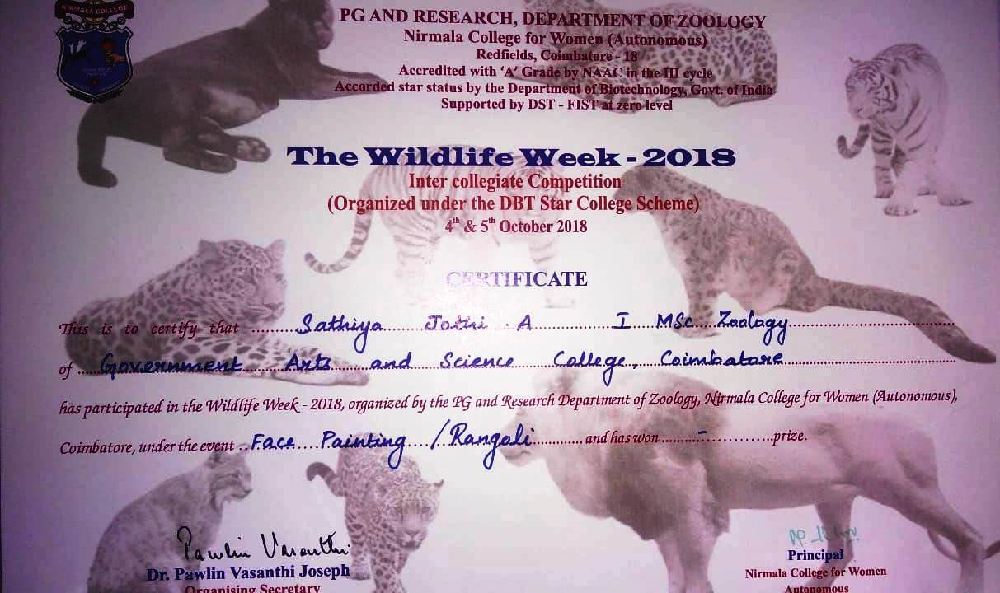 NIRMALA COLLEGE
PG AND RESEARCH, DEPARTMENT OF ZOOLOGY
Nirmala College for Women (Autonomous)
Redfields, Coimbatore - 18
Accredited with 'A' Grade by NAAC in the III cycle
Accorded star status by the Department of Biotechnology, Govt. of India
Supported by DST - FIST at zero level
The Wildlife Week - 2018
Inter collegiate Competition
(Organized under the DBT Star College Scheme)
4th & 5th October 2018
CERTIFICATE
This is to certify that ........Sathiya Jothi A..................I MSc Zoology........................
of ....Government Arts and Science College, Coimbatore........................
has participated in the Wildlife Week - 2018, organized by the PG and Research Department of Zoology, Nirmala College for Women (Autonomous),
Coimbatore, under the event ..Face Painting / Rangoli............ and has won ........-............prize.
Pawlin Vasanthi
Dr. Pawlin Vasanthi Joseph
Organising Secretary
Principal
Nirmala College for Women
Autonomous